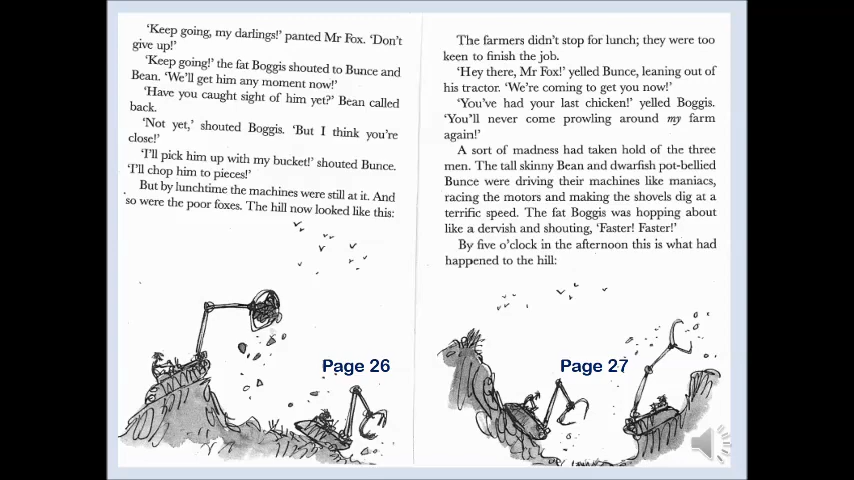 ‘Keep going, my darlings!’ panted Mr Fox. ‘Don’t
give up!’
‘Keep going!’ the fat Boggis shouted to Bunce and
Bean. ‘We’ll get him any moment now!’
‘Have you caught sight of him yet?’ Bean called
back.
‘Not yet,’ shouted Boggis. ‘But I think you’re
close!’
‘I’ll pick him up with my bucket!’ shouted Bunce.
‘I’ll chop him to pieces!’
But by lunchtime the machines were still at it. And
so were the poor foxes. The hill now looked like this:
Page 26
The farmers didn’t stop for lunch; they were too
keen to finish the job.
‘Hey there, Mr Fox!’ yelled Bunce, leaning out of
his tractor. ‘We’re coming to get you now!’
‘You’ve had your last chicken!’ yelled Boggis.
‘You’ll never come prowling around my farm
again!’
A sort of madness had taken hold of the three
men. The tall skinny Bean and dwarfish pot-bellied
Bunce were driving their machines like maniacs,
racing the motors and making the shovels dig at a
terrific speed. The fat Boggis was hopping about
like a dervish and shouting, ‘Faster! Faster!’
By five o’clock in the afternoon this is what had
happened to the hill:
Page 27